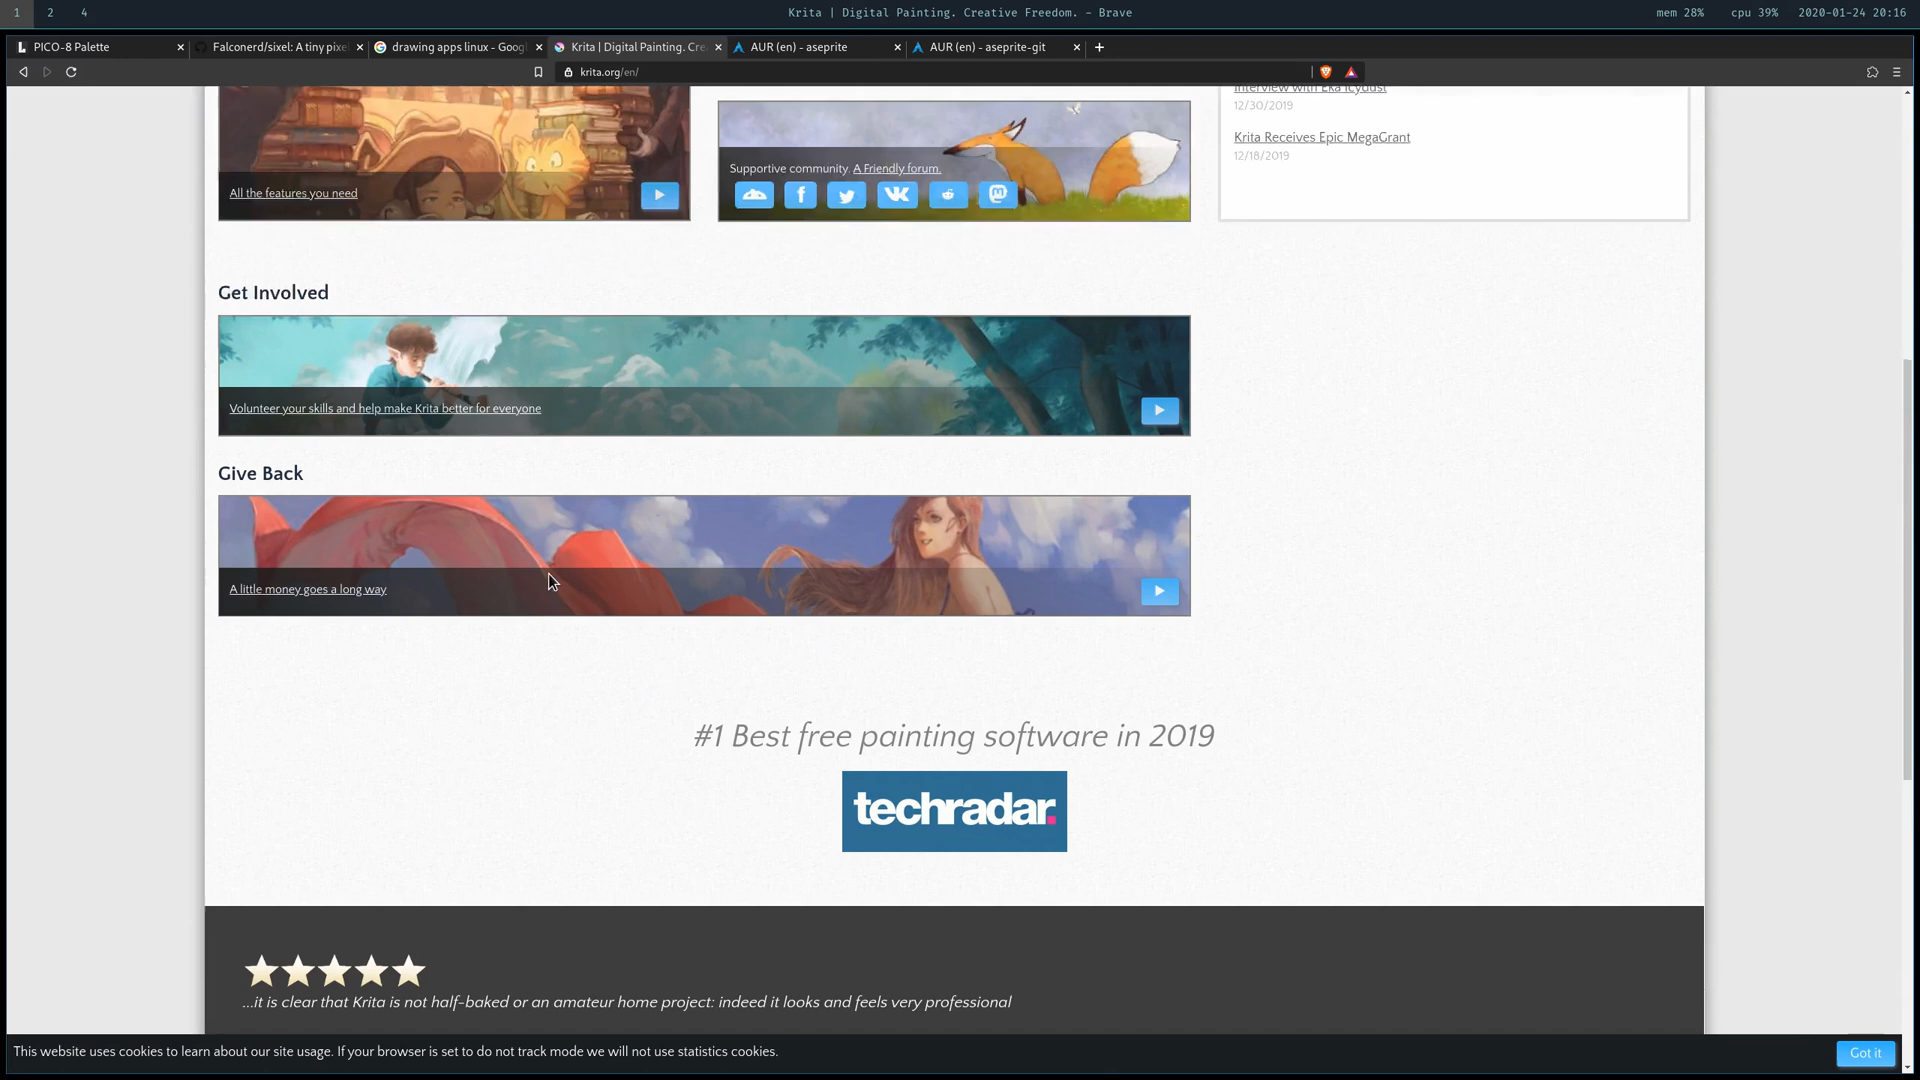 1 2 4 Krita | Digital Painting. Creative Freedom. - Brave mem 28% cpu 39% 2020-01-24 20:16
PICO-8 Palette Falconerd/sixel: A tiny pixe drawing apps linux - Goog Krita | Digital Painting. Cre AUR (en) - aseprite AUR (en) - aseprite-git
krita.org/en/
Interview with Eka Icydust
12/30/2019
Krita Receives Epic MegaGrant
12/18/2019
All the features you need
Supportive community. A Friendly forum.
Get Involved
Volunteer your skills and help make Krita better for everyone
Give Back
A little money goes a long way
#1 Best free painting software in 2019
techradar.
...it is clear that Krita is not half-baked or an amateur home project: indeed it looks and feels very professional
This website uses cookies to learn about our site usage. If your browser is set to do not track mode we will not use statistics cookies.
Got it